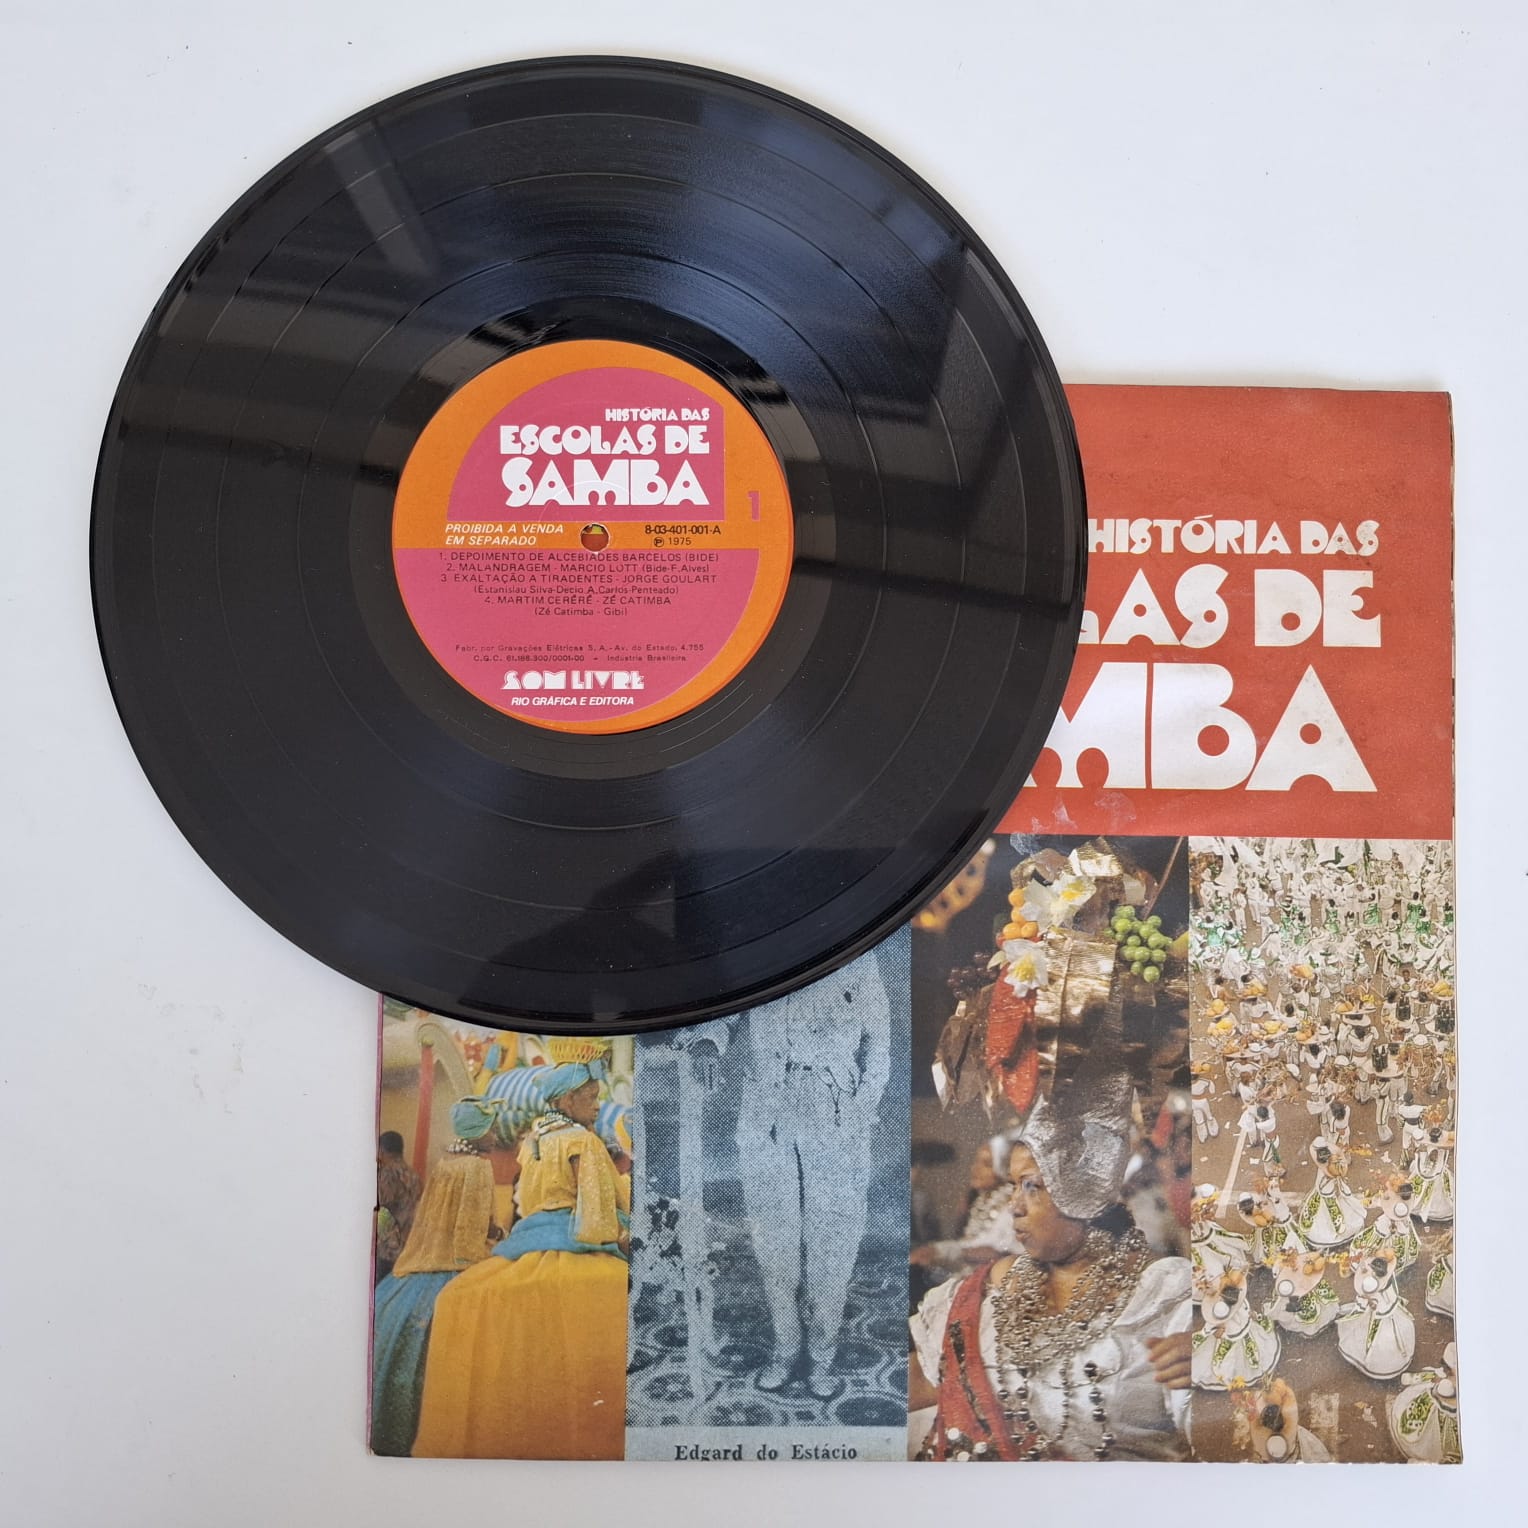 HISTÓRIA DAS
ESCOLAS DE
SAMBA
1
PROIBIDA A VENDA
EM SEPARADO
8-03-401-001-A
Ⓟ 1975
1. DEPOIMENTO DE ALCEBIADES BARCELOS (BIDE)
2. MALANDRAGEM - MARCIO LOTT (Bide-F. Alves)
3 EXALTAÇÃO A TIRADENTES - JORGE GOULART
(Estanislau Silva-Decio A. Carlos-Penteado)
4. MARTIM CERÊRÊ - ZÉ CATIMBA
(Zé Catimba - Gibi)
Fabr. por Gravações Elétricas S. A. - Av. do Estado, 4.755
C.G.C. 61.186.300/0001-00 - Indústria Brasileira
SOM LIVRE
RIO GRÁFICA E EDITORA
HISTÓRIA DAS
LAS DE
MBA
Edgard do Estácio